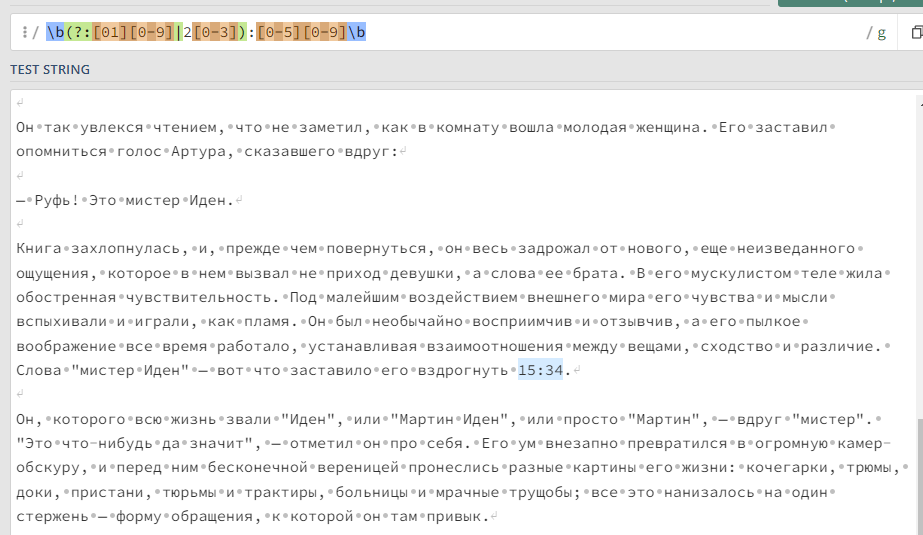 / \b(?:[01][0-9]|2[0-3]):[0-5][0-9]\b / g
TEST STRING
Он так увлекся чтением, что не заметил, как в комнату вошла молодая женщина. Его заставил
опомниться голос Артура, сказавшего вдруг:
— Руфь! Это мистер Иден.
Книга захлопнулась, и, прежде чем повернуться, он весь задрожал от нового, еще неизведанного
ощущения, которое в нем вызвал не приход девушки, а слова ее брата. В его мускулистом теле жила
обостренная чувствительность. Под малейшим воздействием внешнего мира его чувства и мысли
вспыхивали и играли, как пламя. Он был необычайно восприимчив и отзывчив, а его пылкое
воображение все время работало, устанавливая взаимоотношения между вещами, сходство и различие.
Слова "мистер Иден" — вот что заставило его вздрогнуть 15:34.
Он, которого всю жизнь звали "Иден", или "Мартин Иден", или просто "Мартин", — вдруг "мистер".
"Это что-нибудь да значит", — отметил он про себя. Его ум внезапно превратился в огромную камер-
обскуру, и перед ним бесконечной вереницей пронеслись разные картины его жизни: кочегарки, трюмы,
доки, пристани, тюрьмы и трактиры, больницы и мрачные трущобы; все это нанизалось на один
стержень — форму обращения, к которой он там привык.